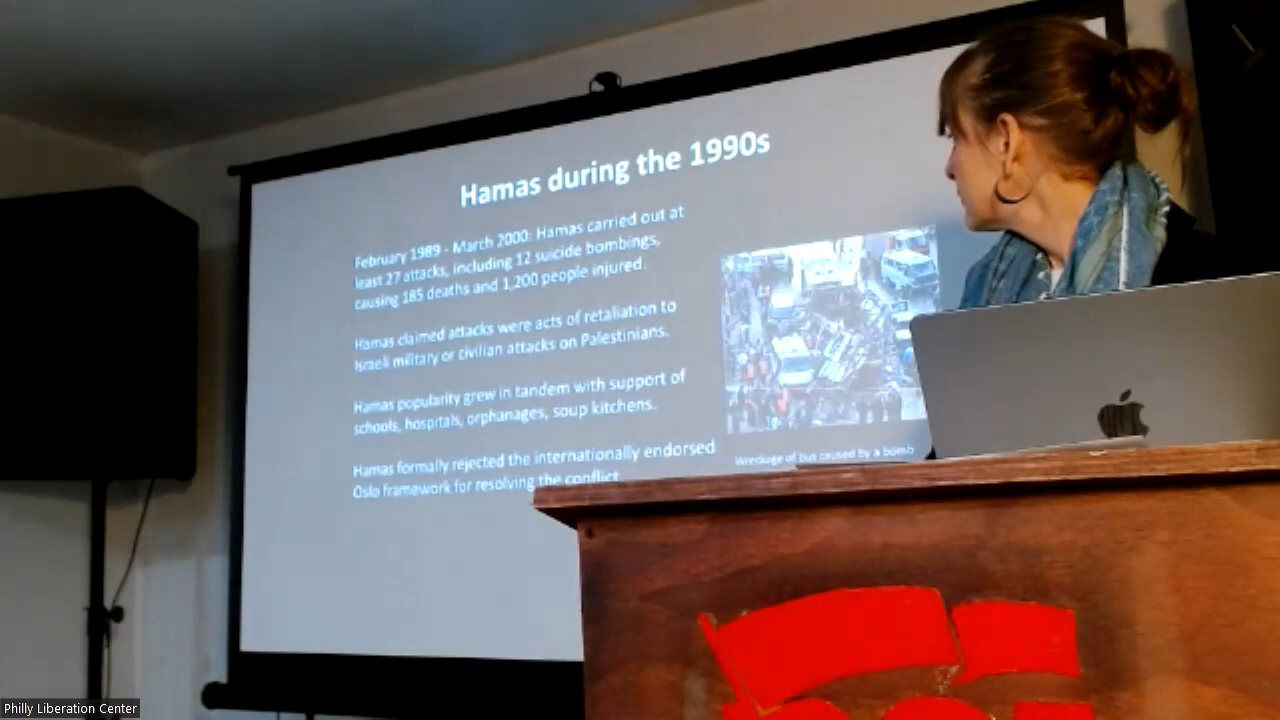 Hamas during the 1990s
February 1989 - March 2000: Hamas carried out at
least 27 attacks, including 12 suicide bombings,
causing 185 deaths and 1,200 people injured.
Hamas claimed attacks were acts of retaliation to
Israeli military or civilian attacks on Palestinians.
Hamas popularity grew in tandem with support of
schools, hospitals, orphanages, soup kitchens.
Hamas formally rejected the internationally endorsed
Oslo framework for resolving the conflict.
Wreckage of bus caused by a bomb
Philly Liberation Center